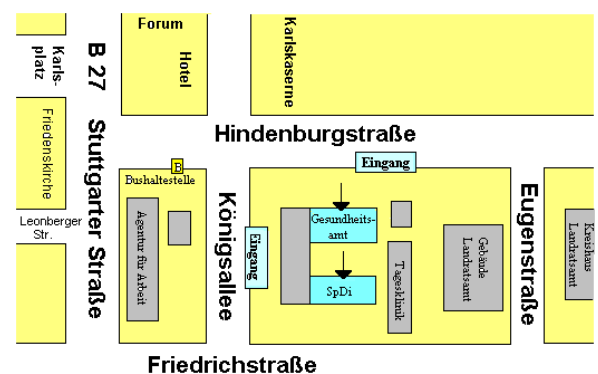 Forum
Hotel
Karlskaserne
Karls-
platz
B 27
Stuttgarter Straße
Friedenskirche
Hindenburgstraße
B
Bushaltestelle
Eingang
Königsallee
Eugenstraße
Leonberger
Str.
Agentur für Arbeit
Eingang
Gesundheits-
amt
SpDi
Tagesklinik
Gebäude
Landratsamt
Kreishaus
Landratsamt
Friedrichstraße